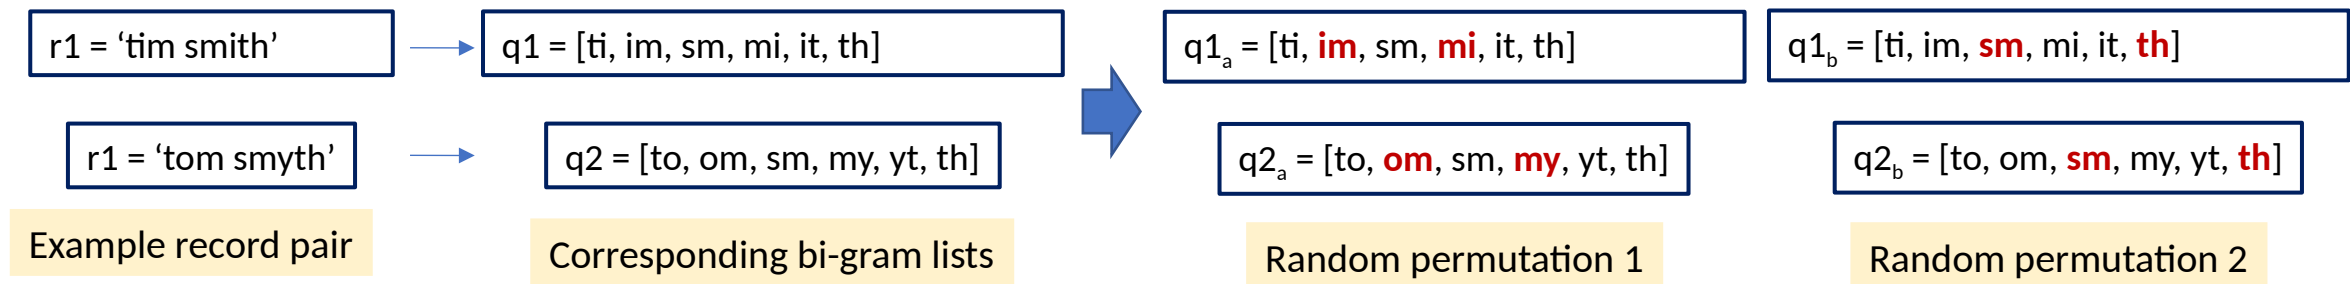 r1 = ‘tim smith’
q1 = [ti, im, sm, mi, it, th]
q1a = [ti, im, sm, mi, it, th]
q1b = [ti, im, sm, mi, it, th]
r1 = ‘tom smyth’
q2 = [to, om, sm, my, yt, th]
q2a = [to, om, sm, my, yt, th]
q2b = [to, om, sm, my, yt, th]
Example record pair
Corresponding bi-gram lists
Random permutation 1
Random permutation 2